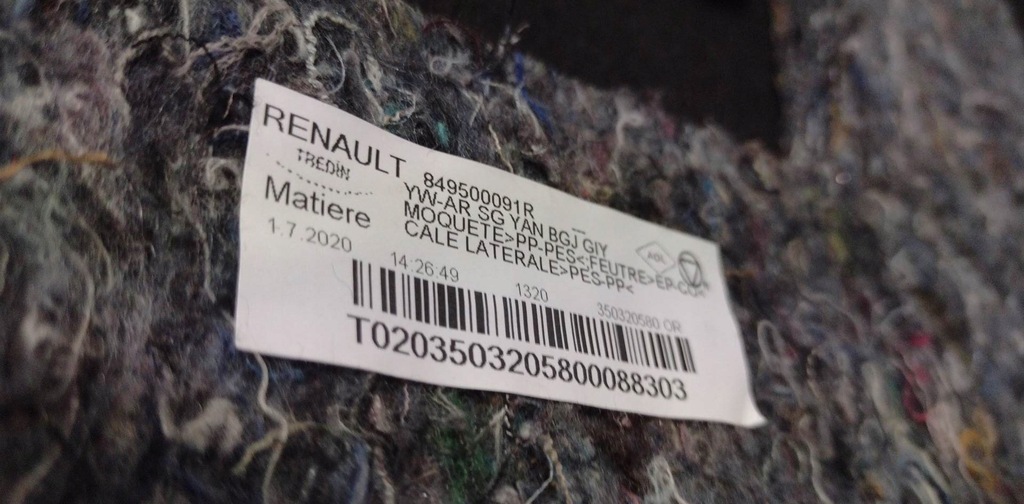 RENAULT 849500091R
TREDIN YW-AR SG YAN BGJ GIY
Matiere MOQUETE>PP-PES<:FEUTRE>EP-CO<
CALE LATERALE>PES-PP<
1.7.2020 14:26:49 1320 350320580 OR
T0203503205800088303